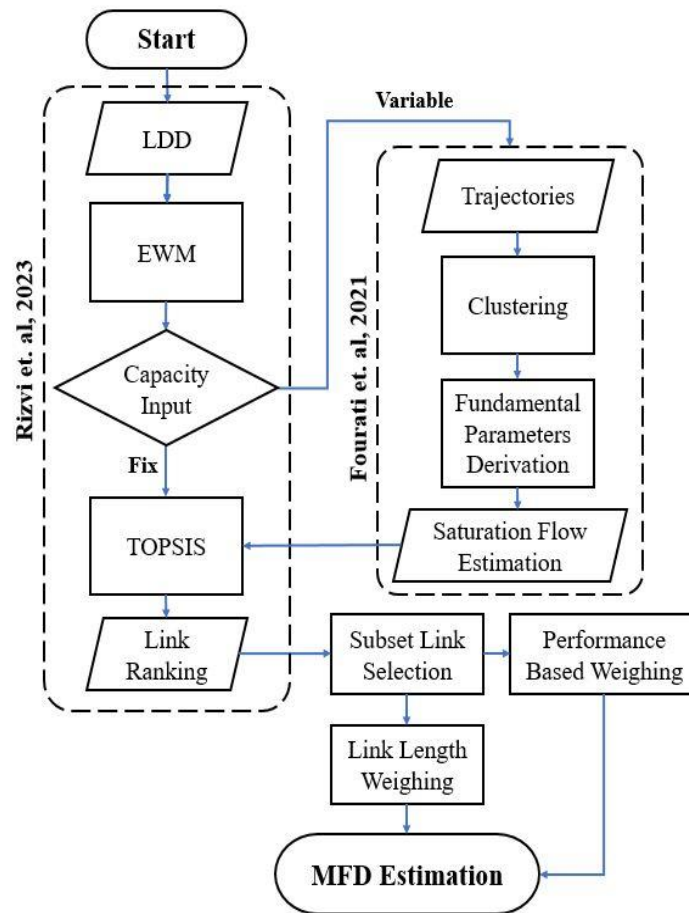 Start
LDD
EWM
Capacity
Input
Fix
TOPSIS
Link
Ranking
Rizvi et. al, 2023
Variable
Trajectories
Clustering
Fundamental
Parameters
Derivation
Saturation Flow
Estimation
Fourati et. al, 2021
Subset Link
Selection
Performance
Based Weighing
Link Length
Weighing
MFD Estimation